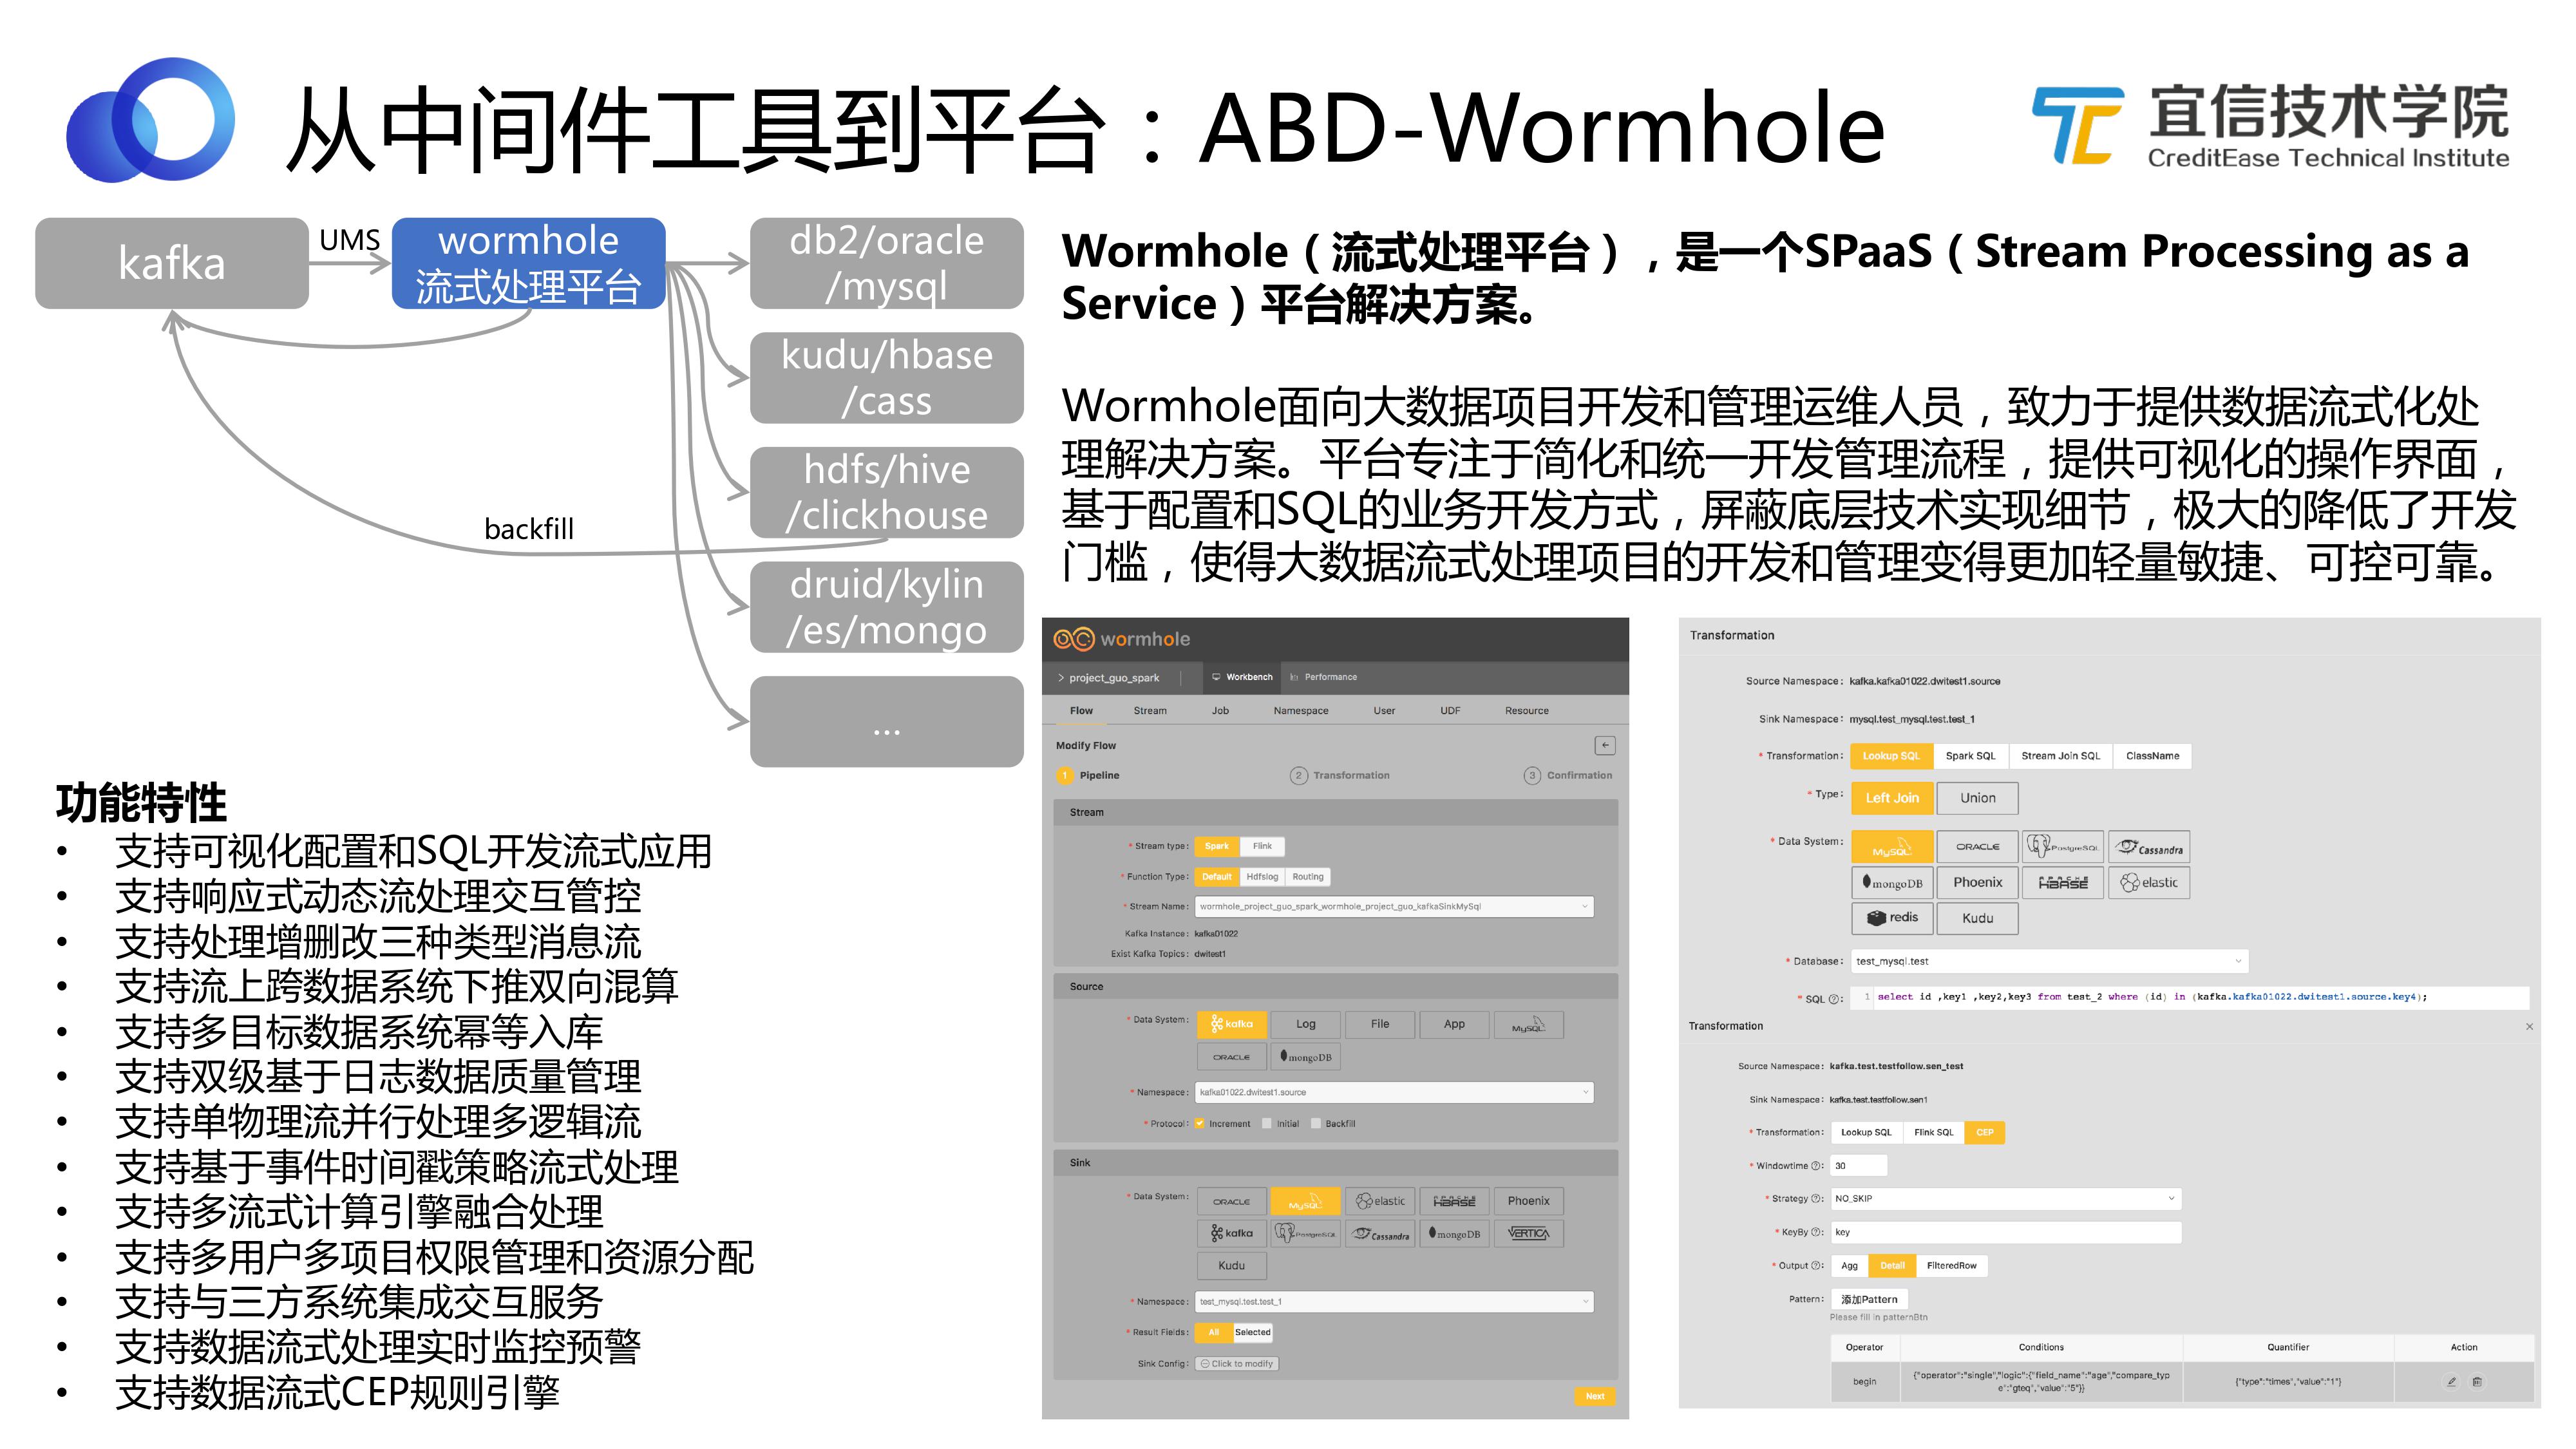 从中间件工具到平台：ABD-Wormhole
宜信技术学院
CreditEase Technical Institute
kafka
UMS
wormhole
流式处理平台
db2/oracle
/mysql
kudu/hbase
/cass
hdfs/hive
/clickhouse
backfill
druid/kylin
/es/mongo
...
Wormhole（流式处理平台），是一个SPaaS（Stream Processing as a
Service）平台解决方案。
Wormhole面向大数据项目开发和管理运维人员，致力于提供数据流式化处
理解决方案。平台专注于简化和统一开发管理流程，提供可视化的操作界面，
基于配置和SQL的业务开发方式，屏蔽底层技术实现细节，极大的降低了开发
门槛，使得大数据流式处理项目的开发和管理变得更加轻量敏捷、可控可靠。
功能特性
• 支持可视化配置和SQL开发流式应用
• 支持响应式动态流处理交互管控
• 支持处理增删改三种类型消息流
• 支持流上跨数据系统下推双向混算
• 支持多目标数据系统幂等入库
• 支持双级基于日志数据质量管理
• 支持单物理流并行处理多逻辑流
• 支持基于事件时间戳策略流式处理
• 支持多流式计算引擎融合处理
• 支持多用户多项目权限管理和资源分配
• 支持与三方系统集成交互服务
• 支持数据流式处理实时监控预警
• 支持数据流式CEP规则引擎
wormhole
project_guo_spark Workbench Performance
Flow Stream Job Namespace User UDF Resource
Modify Flow
1 Pipeline 2 Transformation 3 Confirmation
Stream
* Stream type: Spark Flink
* Function Type: Default Hdfslog Routing
* Stream Name: wormhole_project_guo_spark_wormhole_project_guo_kafkaSinkMySql
Kafka Instance: kafka01022
Exist Kafka Topics: dwitest1
Source
* Data System: kafka Log File App MySQL
ORACLE mongoDB
* Namespace: kafka01022.dwitest1.source
* Protocol: Increment Initial Backfill
Sink
* Data System: ORACLE MySQL elastic HBASE Phoenix
kafka PostgreSQL Cassandra mongoDB VERTICA
Kudu
* Namespace: test_mysql.test.test_1
* Result Fields: All Selected
Sink Config: Click to modify
Next
Transformation
Source Namespace: kafka.kafka01022.dwitest1.source
Sink Namespace: mysql.test_mysql.test.test_1
* Transformation: Lookup SQL Spark SQL Stream Join SQL ClassName
* Type: Left Join Union
* Data System: MySQL ORACLE PostgreSQL Cassandra
mongoDB Phoenix HBASE elastic
redis Kudu
* Database: test_mysql.test
* SQL ?: 1 select id ,key1 ,key2,key3 from test_2 where (id) in (kafka.kafka01022.dwitest1.source.key4);
Transformation
Source Namespace: kafka.test.testfollow.sen_test
Sink Namespace: kafka.test.testfollow.sen1
* Transformation: Lookup SQL Flink SQL CEP
* Windowtime ?: 30
* Strategy ?: NO_SKIP
* KeyBy ?: key
* Output ?: Agg Detail FilteredRow
Pattern: 添加Pattern
Please fill in patternBtn
Operator Conditions Quantifier Action
begin {"operator":"single","logic":{"field_name":"age","compare_typ
e":"gteq","value":"5"}} {"type":"times","value":"1"}